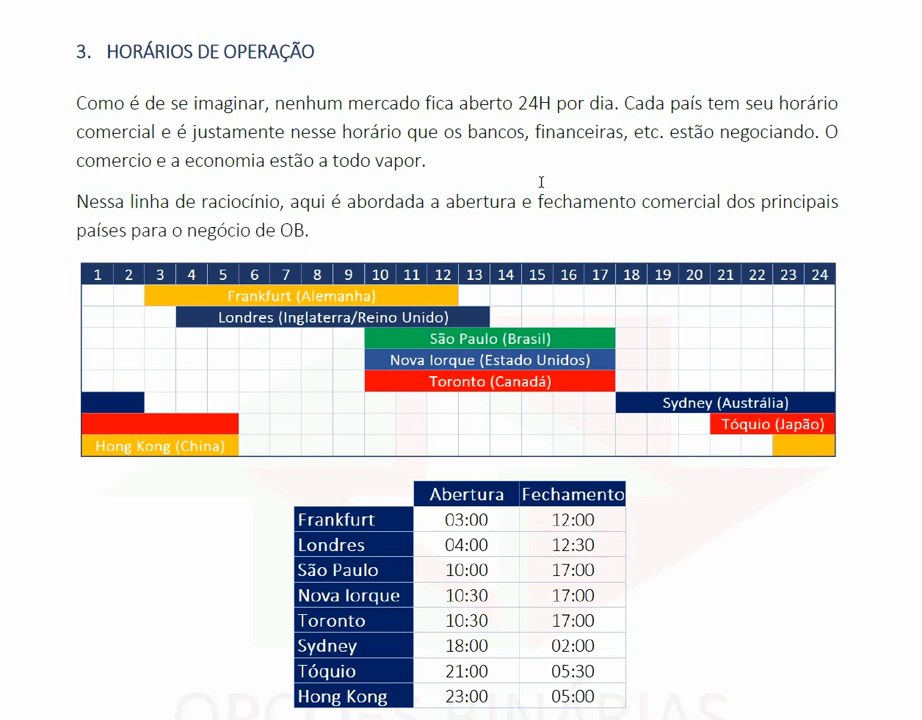 3. HORÁRIOS DE OPERAÇÃO
Como é de se imaginar, nenhum mercado fica aberto 24H por dia. Cada país tem seu horário
comercial e é justamente nesse horário que os bancos, financeiras, etc. estão negociando. O
comercio e a economia estão a todo vapor.
Nessa linha de raciocínio, aqui é abordada a abertura e fechamento comercial dos principais
países para o negócio de OB.
1 2 3 4 5 6 7 8 9 10 11 12 13 14 15 16 17 18 19 20 21 22 23 24
Frankfurt (Alemanha)
Londres (Inglaterra/Reino Unido)
São Paulo (Brasil)
Nova Iorque (Estado Unidos)
Toronto (Canadá)
Sydney (Austrália)
Tóquio (Japão)
Hong Kong (China)
Abertura Fechamento
Frankfurt 03:00 12:00
Londres 04:00 12:30
São Paulo 10:00 17:00
Nova Iorque 10:30 17:00
Toronto 10:30 17:00
Sydney 18:00 02:00
Tóquio 21:00 05:30
Hong Kong 23:00 05:00
OPÇÕES BINÁRIAS